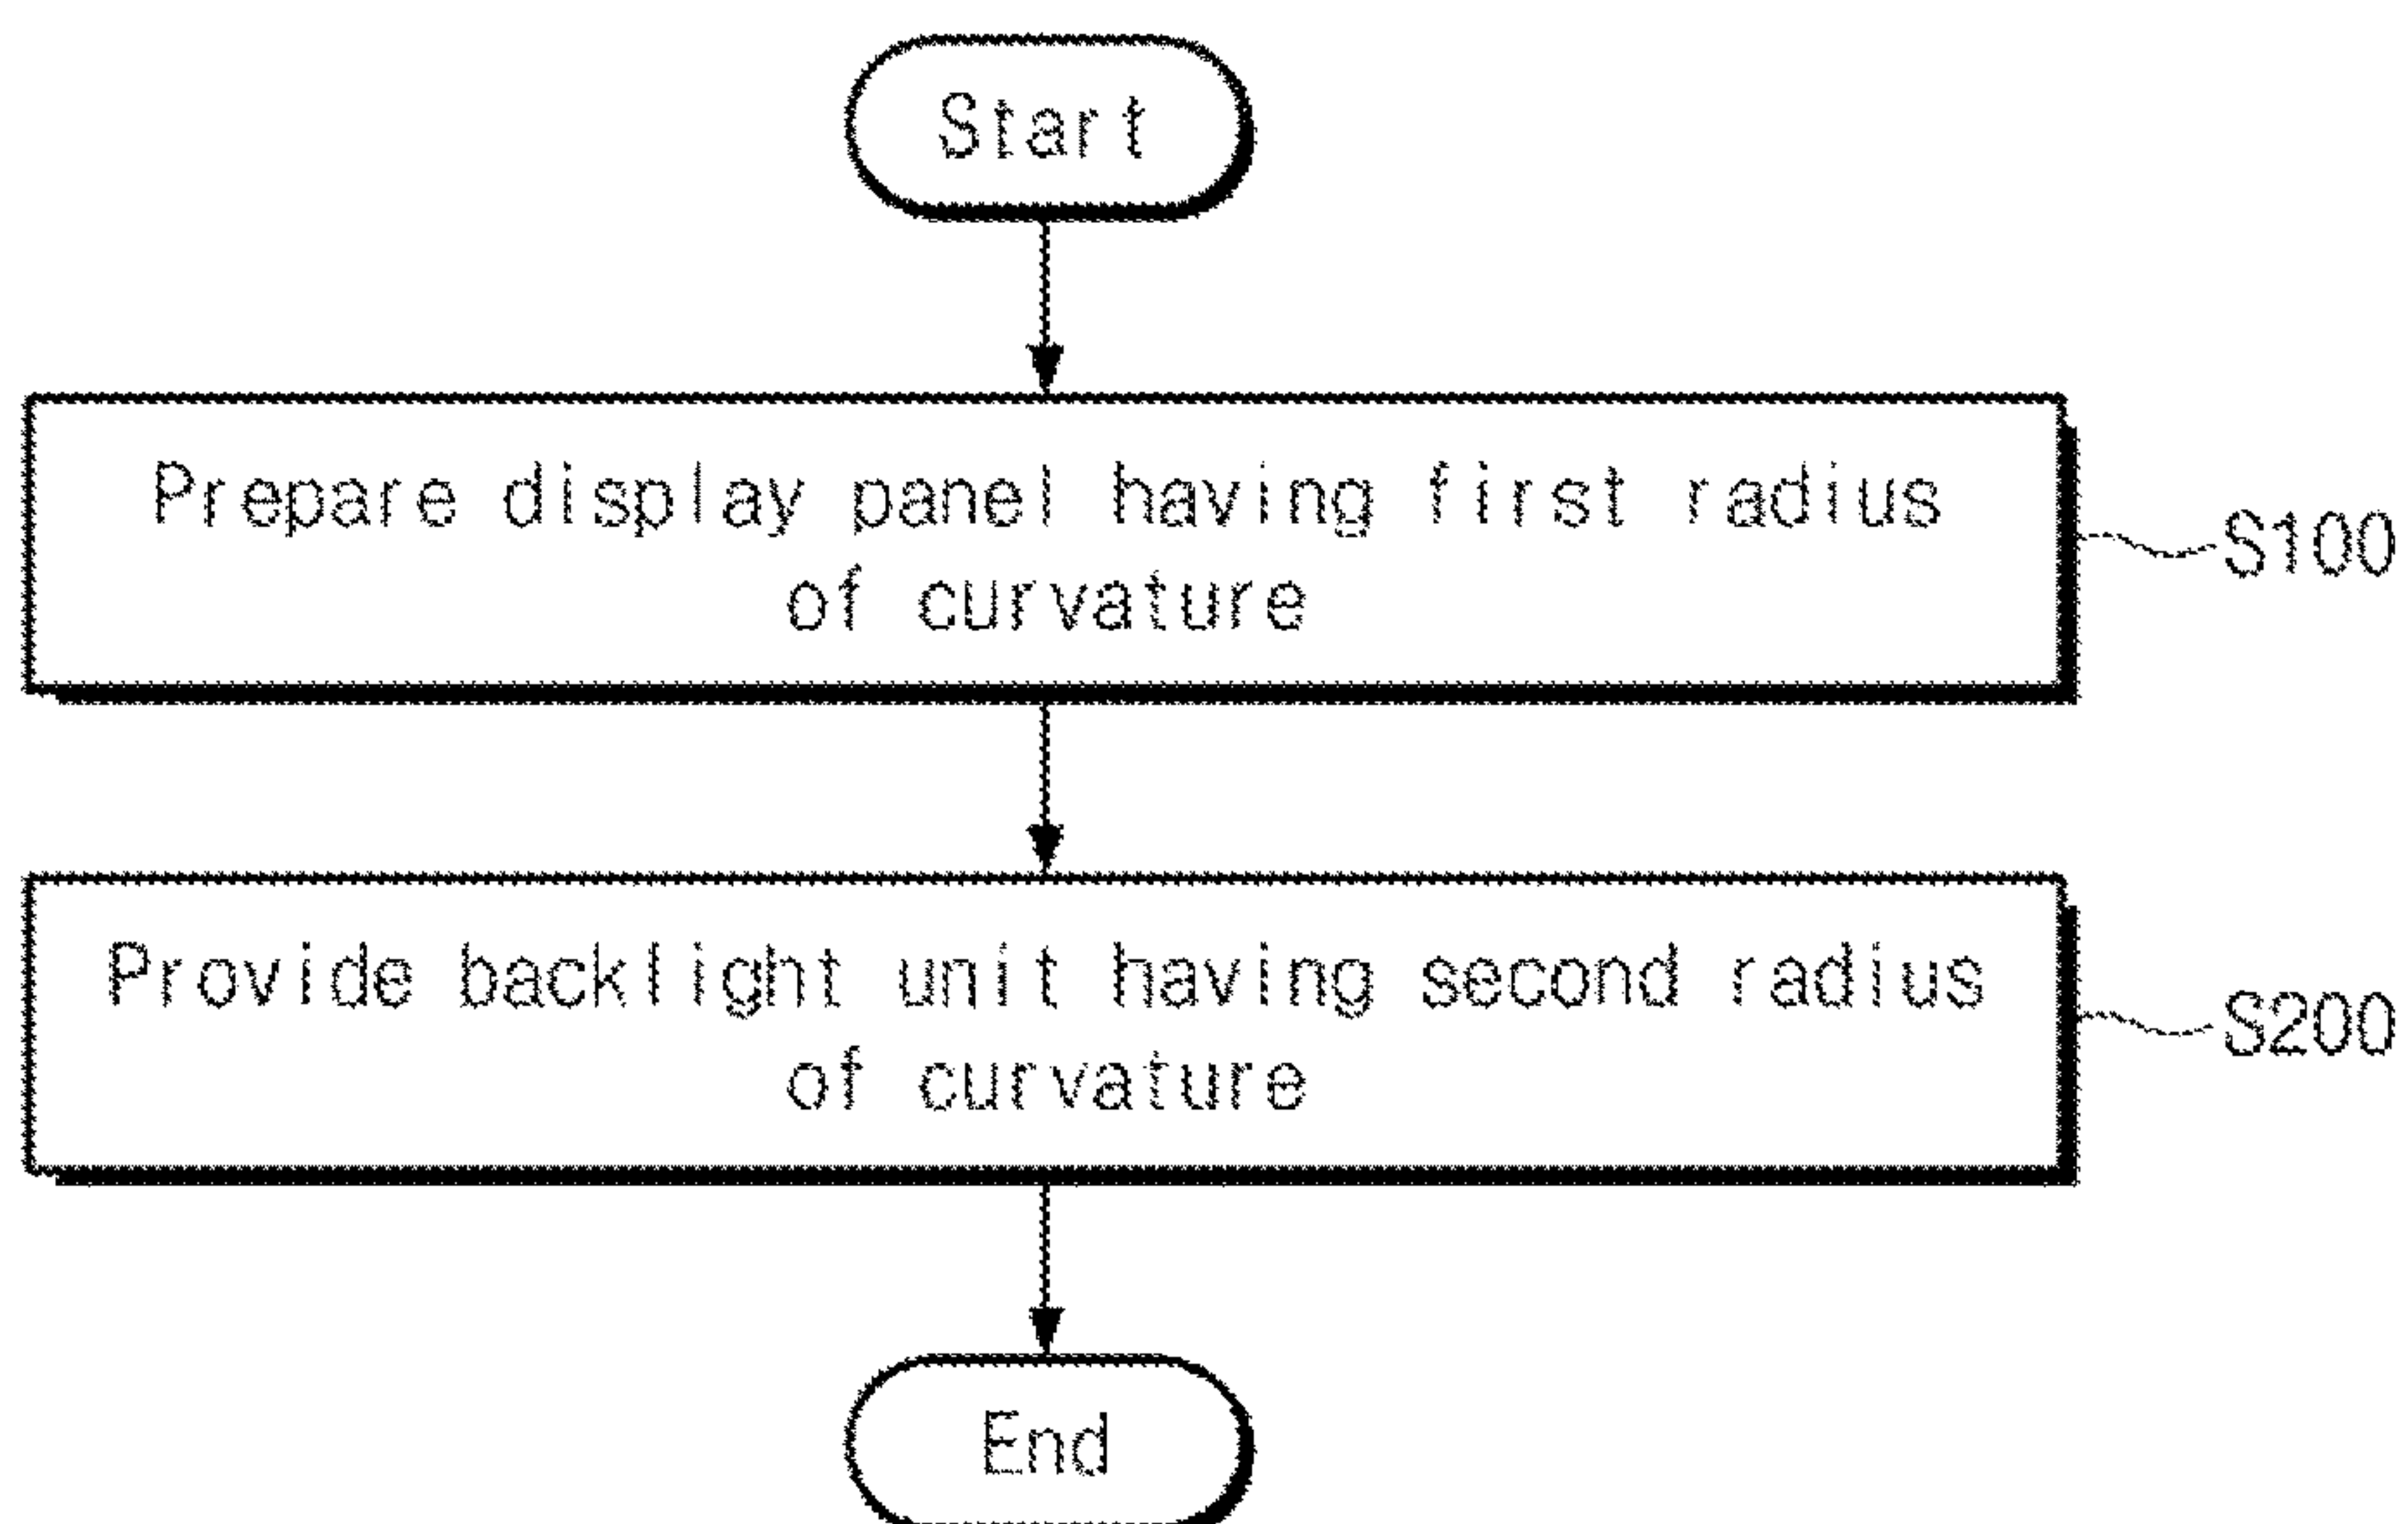 Start
Prepare display panel having first radius
of curvature
S100
Provide backlight unit having second radius
of curvature
S200
End